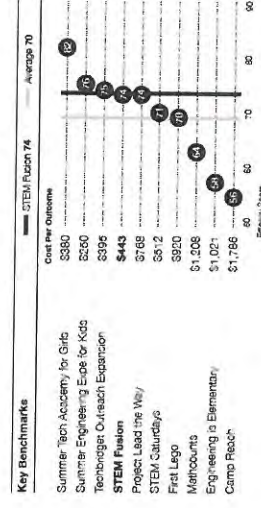 Key Benchmarks
STEM Fusion 74
Average 70
Cost Per Outcome
Summer Tech Academy for Girls $380 82
Summer Engineering Expe for Kids $250 76
Techbridget Outreach Expansion $395 75
STEM Fusion $443 74
Project Lead the Way $768 74
STEM Saturdays $512 71
First Lego $920 70
Mathcounts $1,208 64
Engineering is Elementary $1,021 58
Camp Reach $1,786 56
60 70 80 90